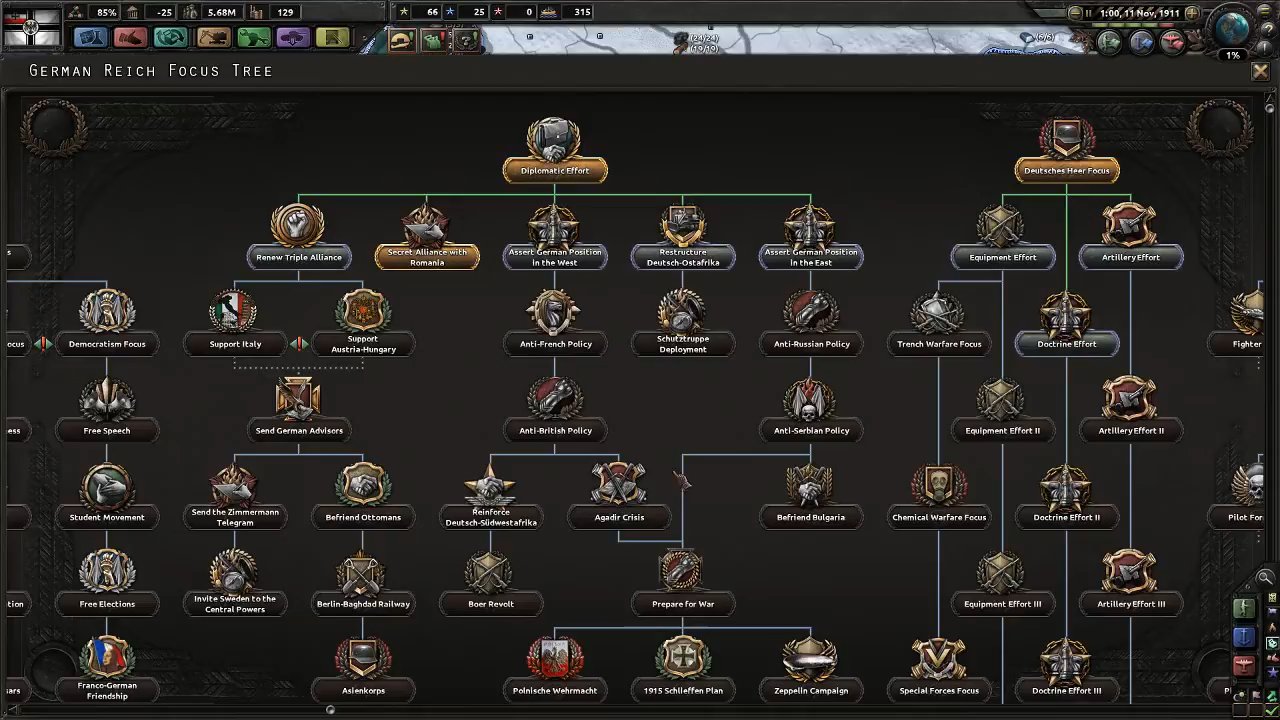 85%
-25
5.68M
129
66
25
0
315
1:00, 11 Nov, 1911
(24/24)
(19/19)
(6/6)
1%
German Reich Focus Tree
Diplomatic Effort
Deutsches Heer Focus
Renew Triple Alliance
Secret Alliance with
Romania
Assert German Position
in the West
Restructure
Deutsch-Ostafrika
Assert German Position
in the East
Equipment Effort
Artillery Effort
ocus
Democratism Focus
Support Italy
Support
Austria-Hungary
Anti-French Policy
Schutztruppe
Deployment
Anti-Russian Policy
Trench Warfare Focus
Doctrine Effort
Fighter
ess
Free Speech
Send German Advisors
Anti-British Policy
Anti-Serbian Policy
Equipment Effort II
Artillery Effort II
Student Movement
Send the Zimmermann
Telegram
Befriend Ottomans
Reinforce
Deutsch-Südwestafrika
Agadir Crisis
Befriend Bulgaria
Chemical Warfare Focus
Doctrine Effort II
Pilot For
tion
Free Elections
Invite Sweden to the
Central Powers
Berlin-Baghdad Railway
Boer Revolt
Prepare for War
Equipment Effort III
Artillery Effort III
ars
Franco-German
Friendship
Asienkorps
Polnische Wehrmacht
1915 Schlieffen Plan
Zeppelin Campaign
Special Forces Focus
Doctrine Effort III